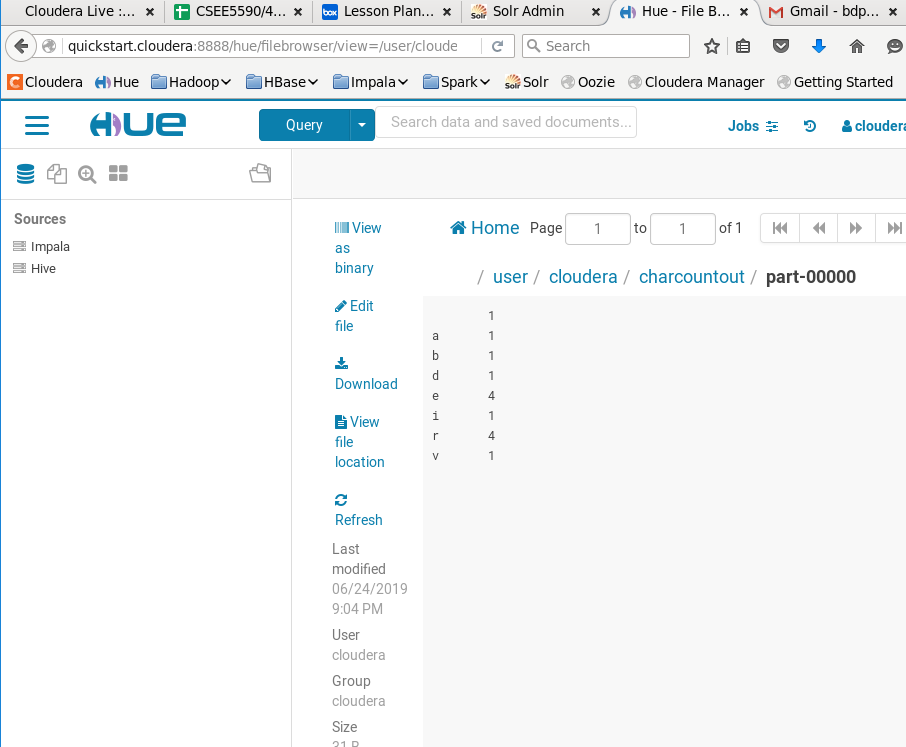 Cloudera Live :... × CSEE5590/4... × Lesson Plan... × Solr Admin × Hue - File B... × Gmail - bdp... ×
quickstart.cloudera:8888/hue/filebrowser/view=/user/cloude Search
Cloudera Hue Hadoop HBase Impala Spark Solr Oozie Cloudera Manager Getting Started
HUE Query Search data and saved documents... Jobs cloudera
Sources
Impala
Hive
View
as
binary
Edit
file
Download
View
file
location
Refresh
Last
modified
06/24/2019
9:04 PM
User
cloudera
Group
cloudera
Size
31 B
Home Page 1 to 1 of 1
/ user / cloudera / charcountout / part-00000
1
a 1
b 1
d 1
e 4
i 1
r 4
v 1